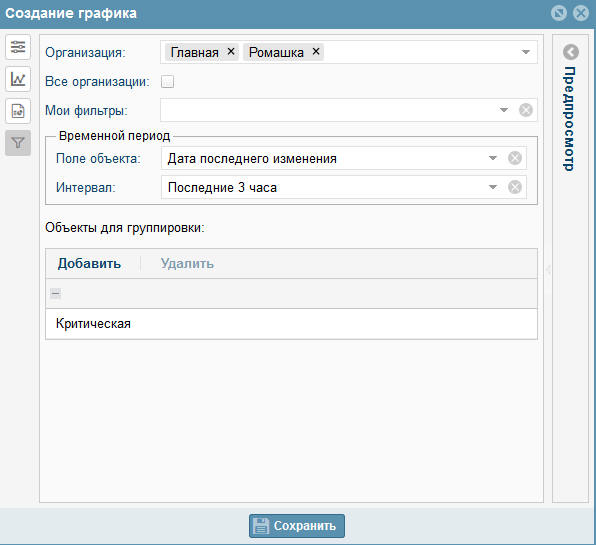 Создание графика
Организация: Главная × Ромашка ×
Все организации:
Мои фильтры:
Временной период
Поле объекта: Дата последнего изменения
Интервал: Последние 3 часа
Объекты для группировки:
Добавить Удалить
Критическая
Предпросмотр
Сохранить